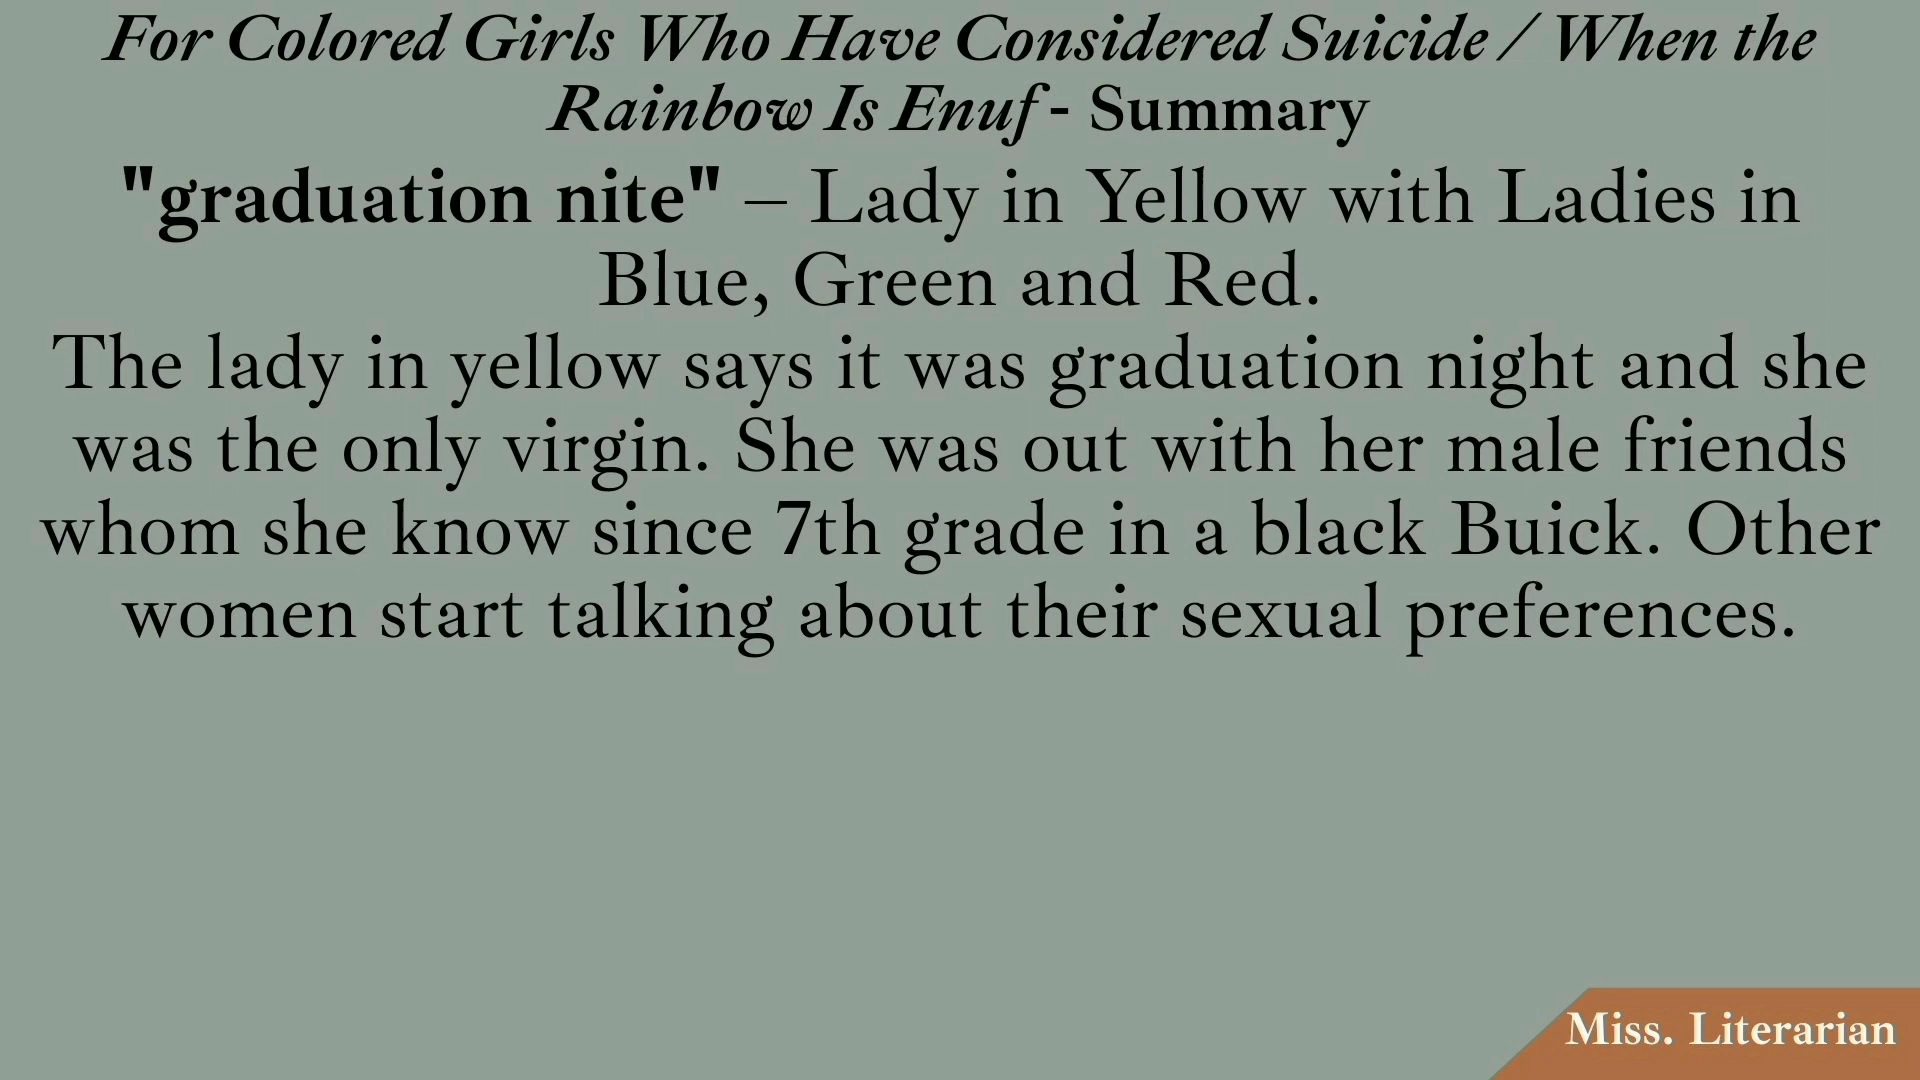 For Colored Girls Who Have Considered Suicide / When the
Rainbow Is Enuf - Summary
"graduation nite" – Lady in Yellow with Ladies in
Blue, Green and Red.
The lady in yellow says it was graduation night and she
was the only virgin. She was out with her male friends
whom she know since 7th grade in a black Buick. Other
women start talking about their sexual preferences.
Miss. Literarian